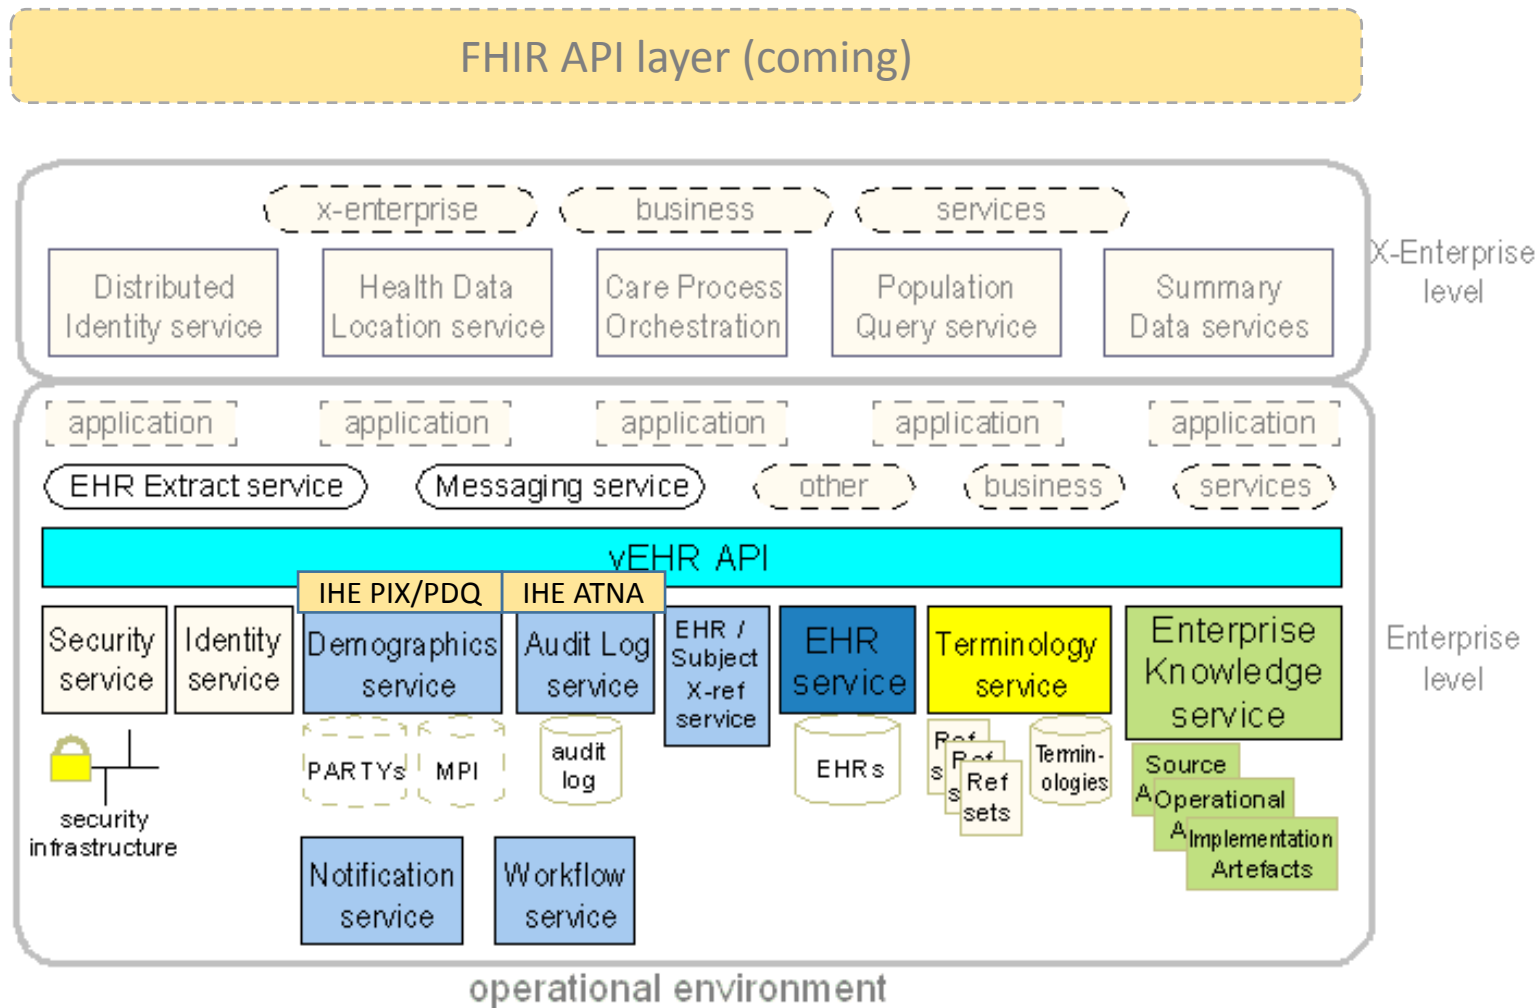 FHIR API layer (coming)
x-enterprise
business
services
Distributed
Identity service
Health Data
Location service
Care Process
Orchestration
Population
Query service
Summary
Data services
X-Enterprise
level
application
application
application
application
application
EHR Extract service
Messaging service
other
business
services
vEHR API
IHE PIX/PDQ
IHE ATNA
Security
service
Identity
service
Demographics
service
Audit Log
service
EHR /
Subject
X-ref
service
EHR
service
Terminology
service
Enterprise
Knowledge
service
Enterprise
level
security
infrastructure
PARTYs
MPI
audit
log
EHRs
Ref
s
Ref
s
Ref
sets
Termin-
ologies
Source
A
Operational
A
Implementation
Artefacts
Notification
service
Workflow
service
operational environment